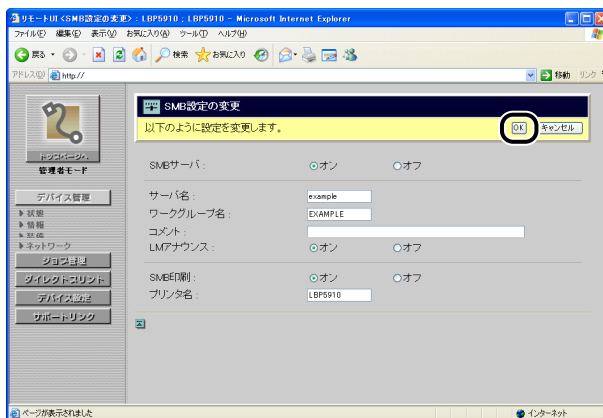 リモートUI <SMB設定の変更> : LBP5910 ; LBP5910 - Microsoft Internet Explorer
ファイル(F) 編集(E) 表示(V) お気に入り(A) ツール(T) ヘルプ(H)
戻る 検索 お気に入り
アドレス(D) http:// 移動 リンク
SMB設定の変更
以下のように設定を変更します。 OK キャンセル
トップページへ
管理者モード
デバイス管理
状態
情報
ネットワーク
ジョブ管理
ダイレクトプリント
デバイス設定
サポートリンク
SMBサーバ : オン オフ
サーバ名 : example
ワークグループ名 : EXAMPLE
コメント :
LMアナウンス : オン オフ
SMB印刷 : オン オフ
プリンタ名 : LBP5910
ページが表示されました インターネット